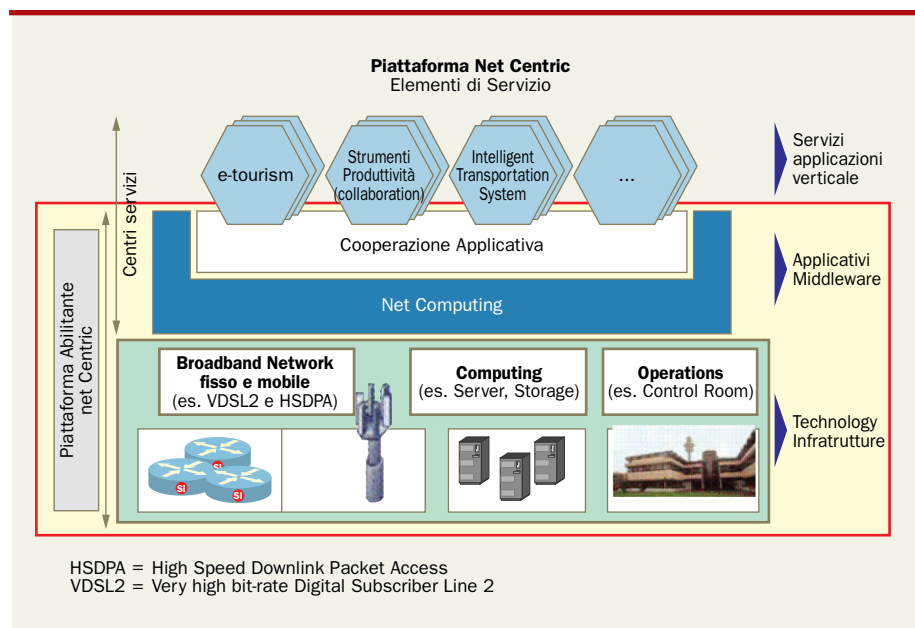 Piattaforma Net Centric
Elementi di Servizio
e-tourism
Strumenti
Produttività
(collaboration)
Intelligent
Transportation
System
...
Servizi
applicazioni
verticale
Centri servizi
Cooperazione Applicativa
Net Computing
Applicativi
Middleware
Piattaforma Abilitante
net Centric
Broadband Network
fisso e mobile
(es. VDSL2 e HSDPA)
Computing
(es. Server, Storage)
Operations
(es. Control Room)
Technology
Infratrutture
SI
SI
SI
HSDPA = High Speed Downlink Packet Access
VDSL2 = Very high bit-rate Digital Subscriber Line 2